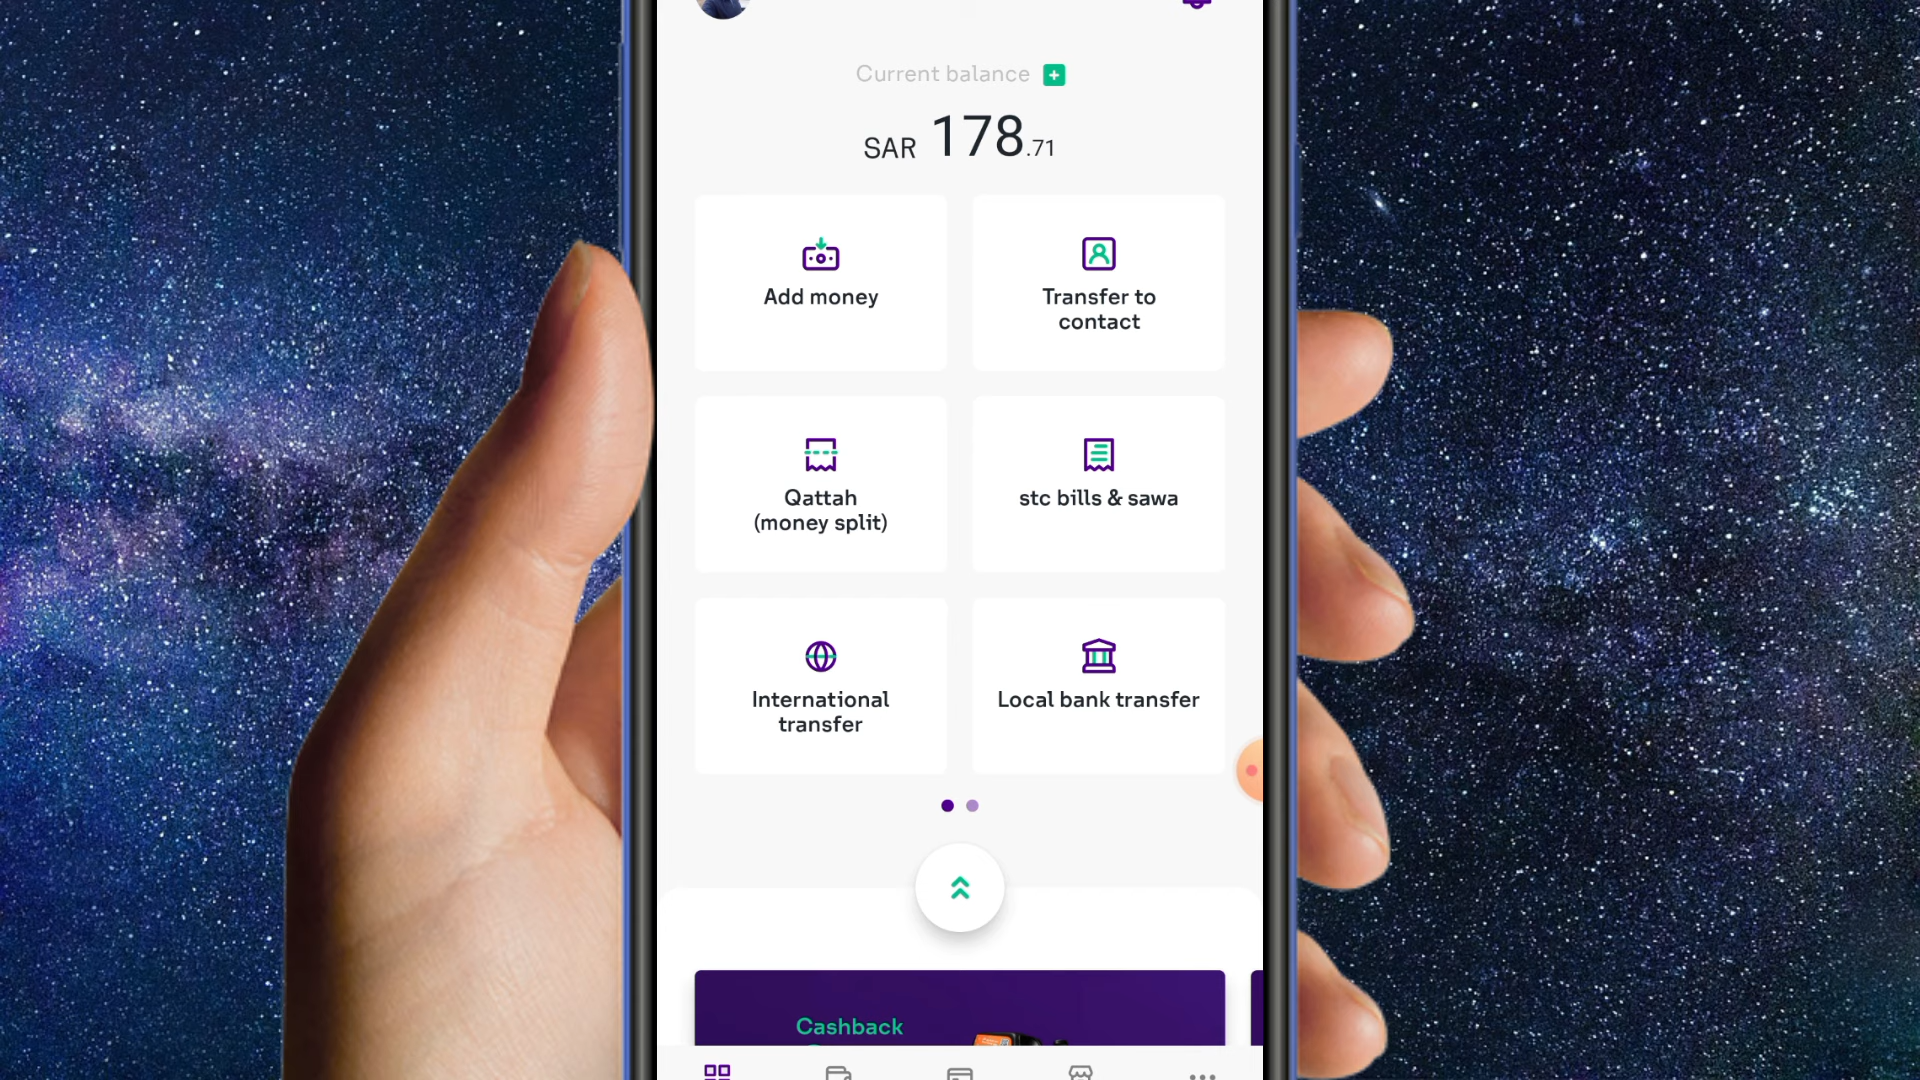 Current balance
SAR 178.71
Add money
Transfer to
contact
Qattah
(money split)
stc bills & sawa
International
transfer
Local bank transfer
Cashback